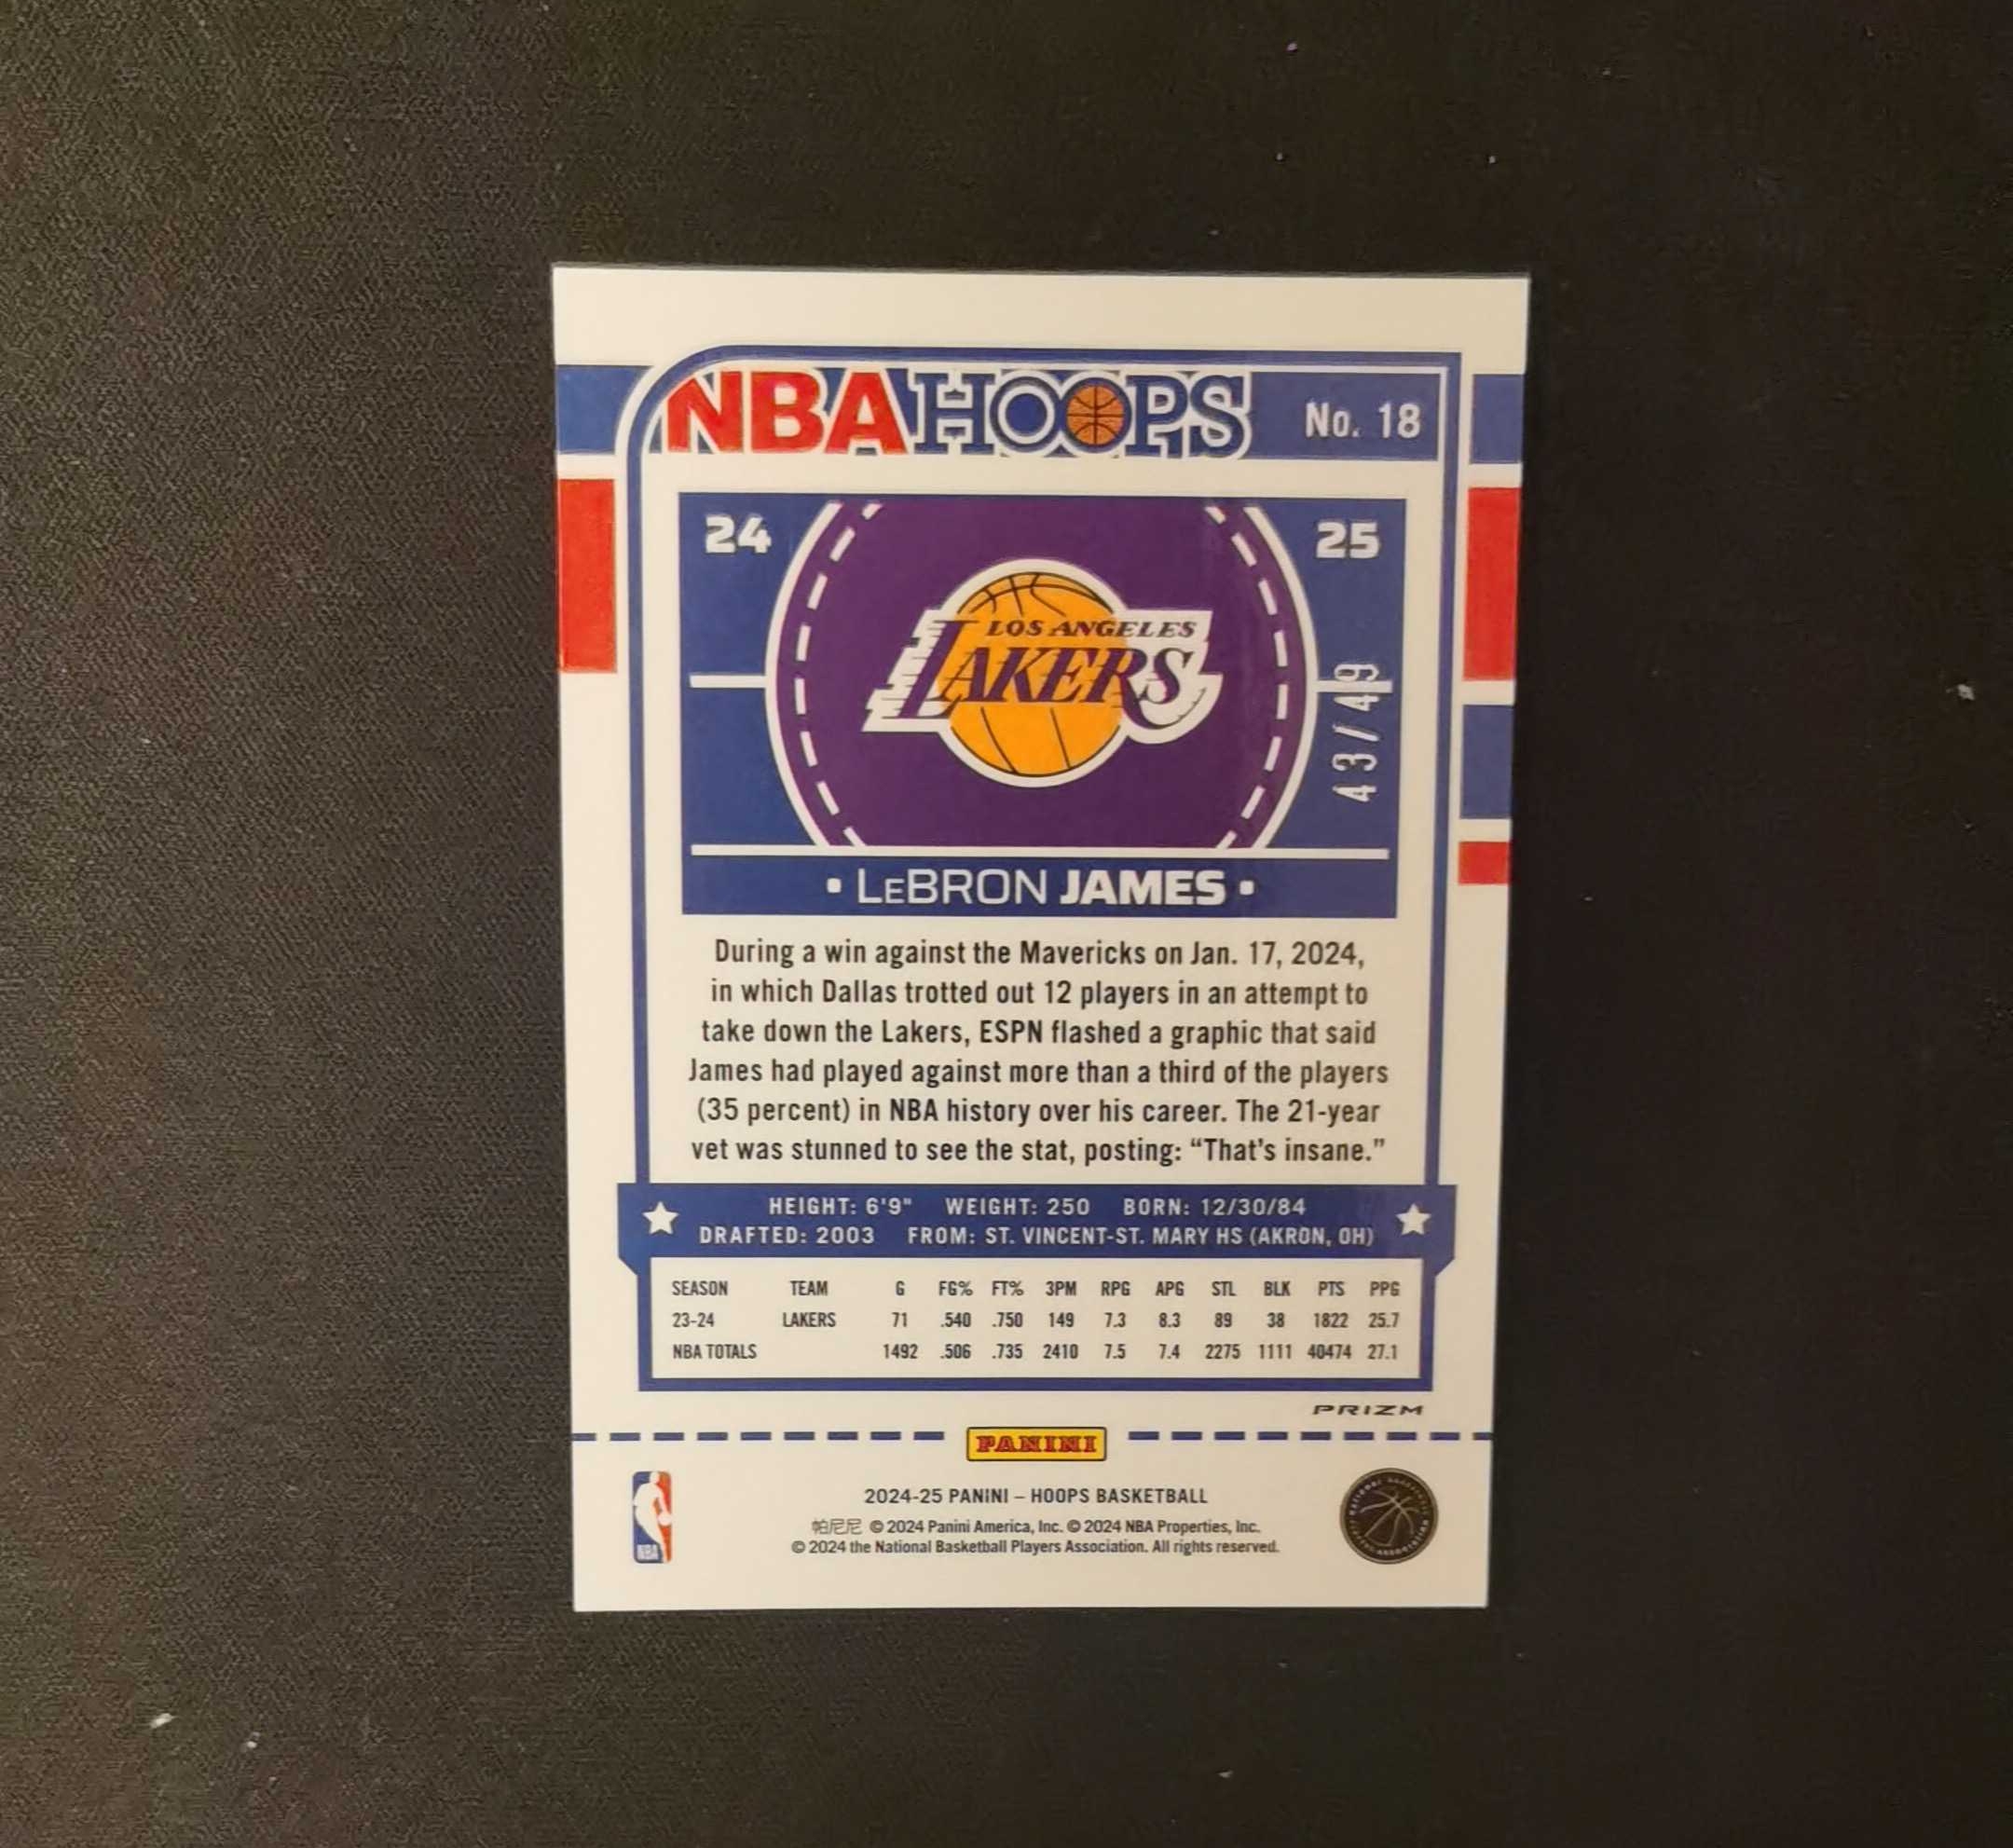 NBA HOOPS No. 18
24 25
LOS ANGELES
LAKERS
43/49
• LeBRON JAMES •
During a win against the Mavericks on Jan. 17, 2024,
in which Dallas trotted out 12 players in an attempt to
take down the Lakers, ESPN flashed a graphic that said
James had played against more than a third of the players
(35 percent) in NBA history over his career. The 21-year
vet was stunned to see the stat, posting: “That’s insane.”
HEIGHT: 6'9" WEIGHT: 250 BORN: 12/30/84
DRAFTED: 2003 FROM: ST. VINCENT-ST. MARY HS (AKRON, OH)
SEASON TEAM G FG% FT% 3PM RPG APG STL BLK PTS PPG
23-24 LAKERS 71 .540 .750 149 7.3 8.3 89 38 1822 25.7
NBA TOTALS 1492 .506 .735 2410 7.5 7.4 2275 1111 40474 27.1
PRIZM
PANINI
2024-25 PANINI – HOOPS BASKETBALL
帕尼尼 © 2024 Panini America, Inc. © 2024 NBA Properties, Inc.
© 2024 the National Basketball Players Association. All rights reserved.
NBA